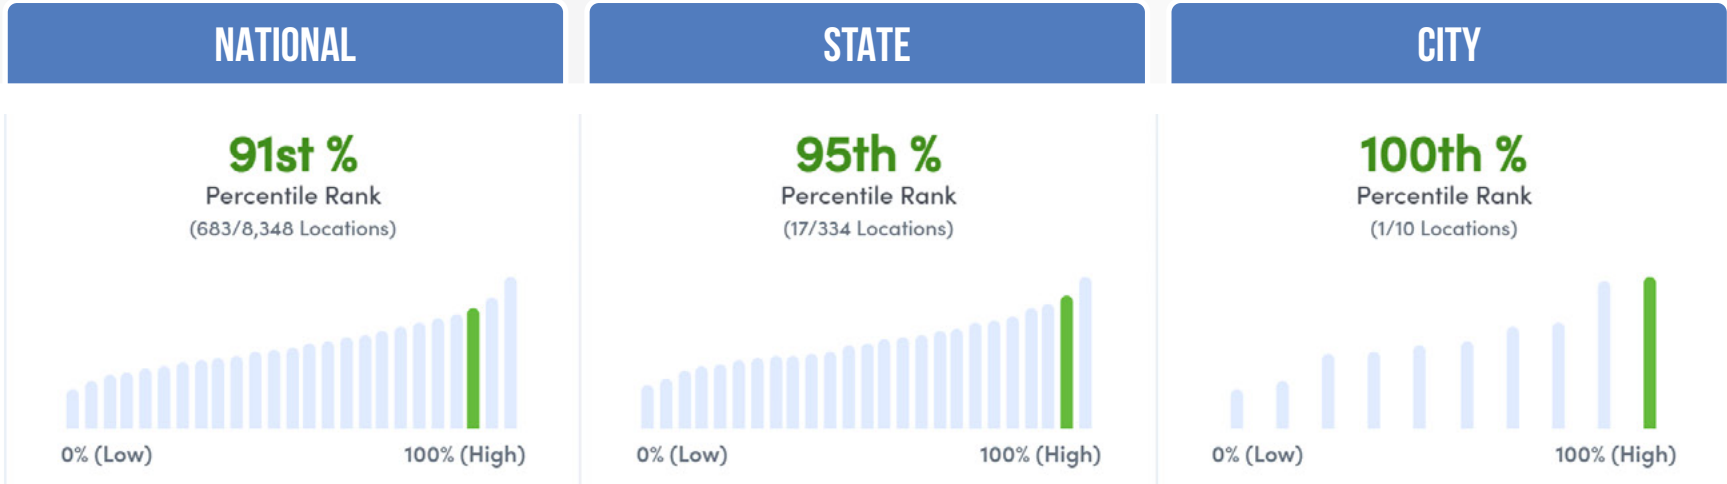 NATIONAL
91st %
Percentile Rank
(683/8,348 Locations)
0% (Low) 100% (High)
STATE
95th %
Percentile Rank
(17/334 Locations)
0% (Low) 100% (High)
CITY
100th %
Percentile Rank
(1/10 Locations)
0% (Low) 100% (High)